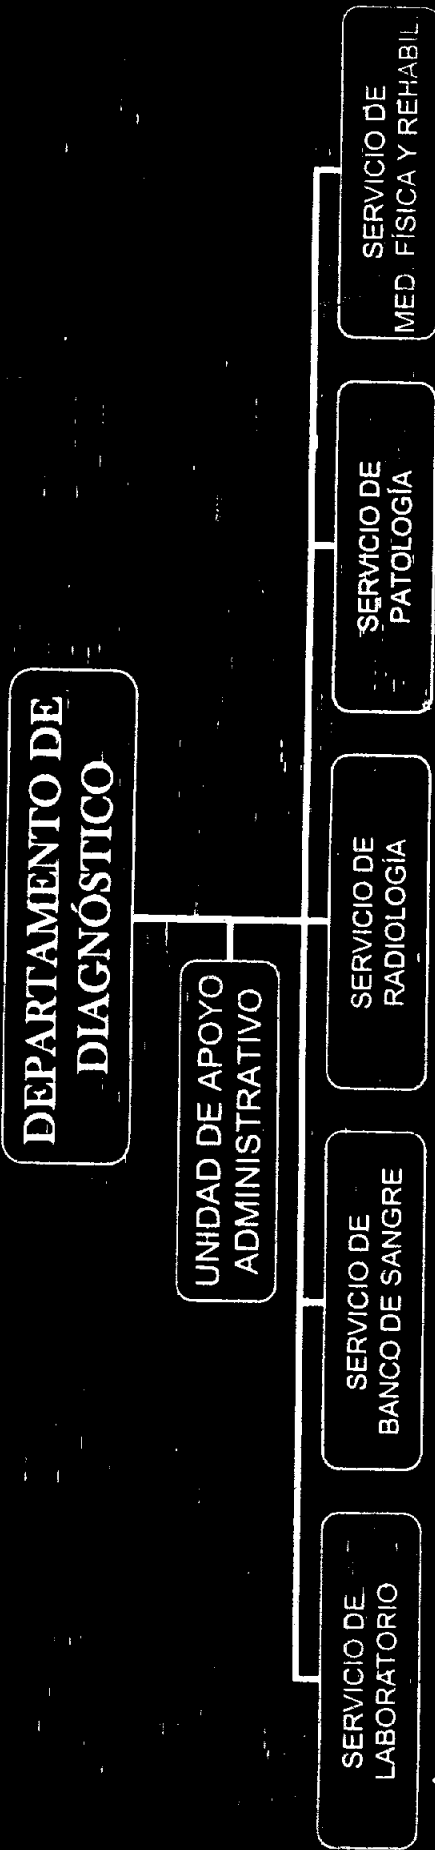 DEPARTAMENTO DE
DIAGNÓSTICO
UNIDAD DE APOYO
ADMINISTRATIVO
SERVICIO DE
LABORATORIO
SERVICIO DE
BANCO DE SANGRE
SERVICIO DE
RADIOLOGÍA
SERVICIO DE
PATOLOGÍA
SERVICIO DE
MED. FÍSICA Y REHABIL.